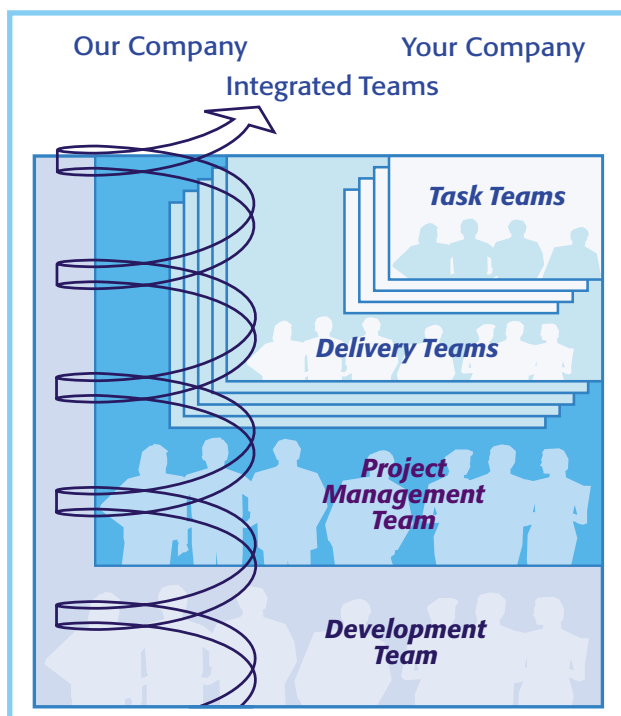 Our Company
Your Company
Integrated Teams
Task Teams
Delivery Teams
Project
Management
Team
Development
Team